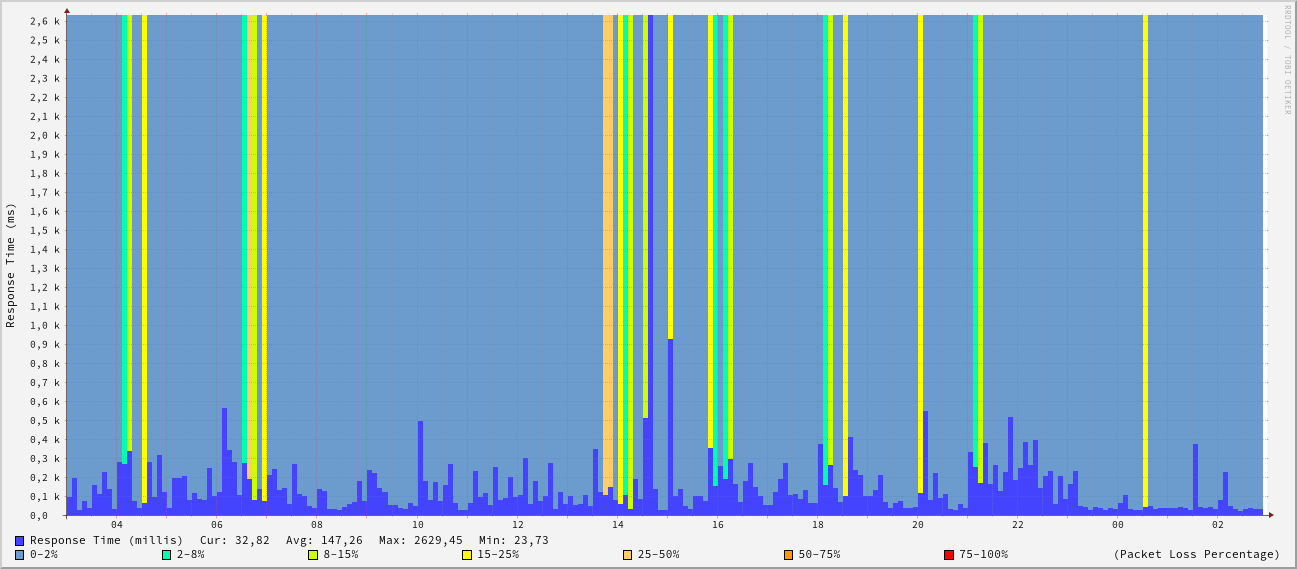 RRDTOOL / TOBI OETIKER
Response Time (ms)
2,6 k
2,5 k
2,4 k
2,3 k
2,2 k
2,1 k
2,0 k
1,9 k
1,8 k
1,7 k
1,6 k
1,5 k
1,4 k
1,3 k
1,2 k
1,1 k
1,0 k
0,9 k
0,8 k
0,7 k
0,6 k
0,5 k
0,4 k
0,3 k
0,2 k
0,1 k
0,0
04 06 08 10 12 14 16 18 20 22 00 02
Response Time (millis) Cur: 32,82 Avg: 147,26 Max: 2629,45 Min: 23,73
0-2% 2-8% 8-15% 15-25% 25-50% 50-75% 75-100% (Packet Loss Percentage)